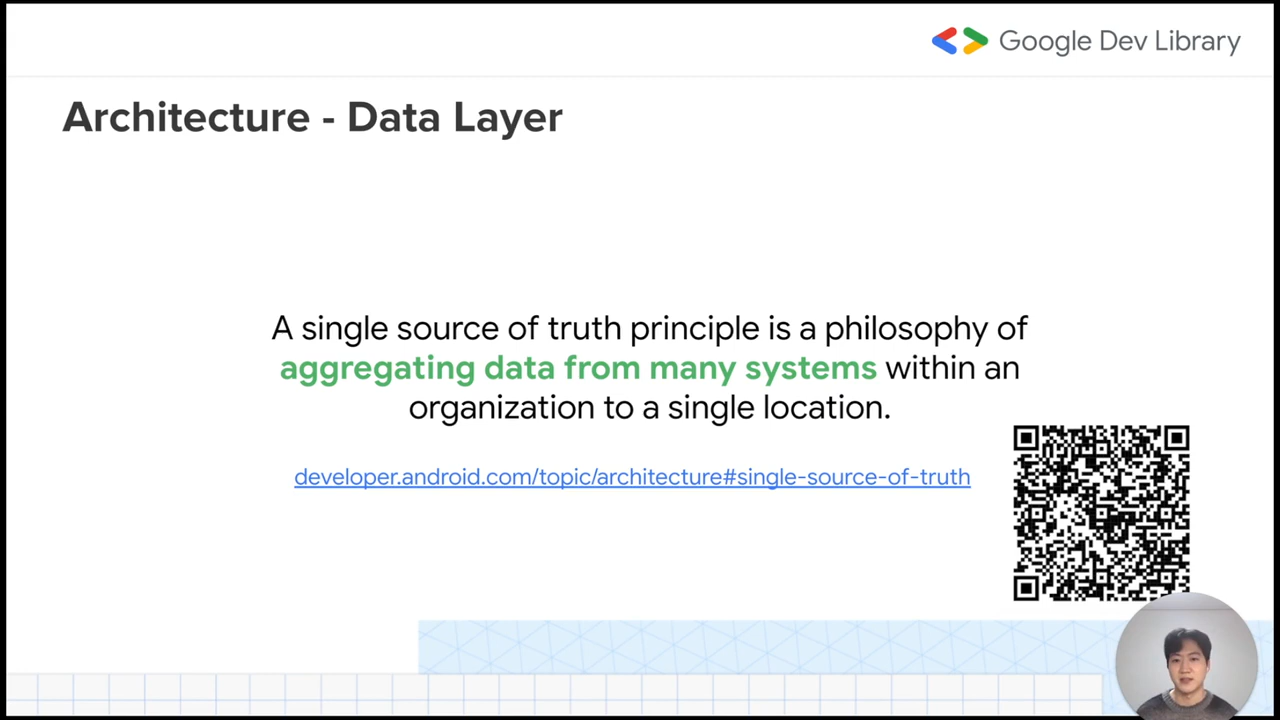 Google Dev Library
Architecture - Data Layer
A single source of truth principle is a philosophy of
aggregating data from many systems within an
organization to a single location.
developer.android.com/topic/architecture#single-source-of-truth